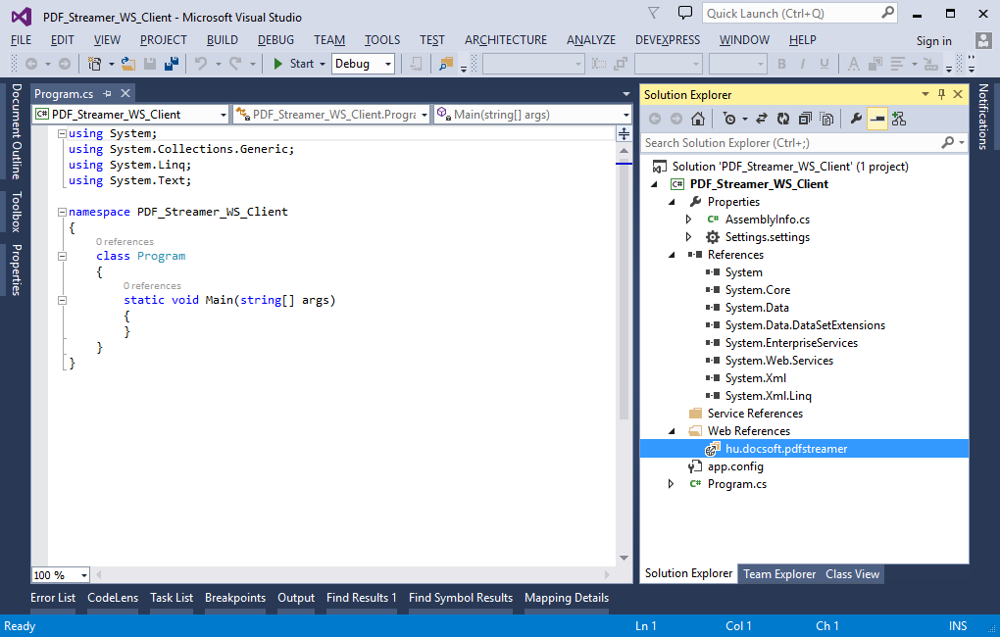 PDF_Streamer_WS_Client - Microsoft Visual Studio
Quick Launch (Ctrl+Q)
FILE EDIT VIEW PROJECT BUILD DEBUG TEAM TOOLS TEST ARCHITECTURE ANALYZE DEVEXPRESS WINDOW HELP Sign in
Start Debug
Document Outline
Toolbox
Properties
Program.cs
C# PDF_Streamer_WS_Client
PDF_Streamer_WS_Client.Progra
Main(string[] args)
using System;
using System.Collections.Generic;
using System.Linq;
using System.Text;
namespace PDF_Streamer_WS_Client
{
0 references
class Program
{
0 references
static void Main(string[] args)
{
}
}
}
100 %
Solution Explorer
Search Solution Explorer (Ctrl+;)
Solution 'PDF_Streamer_WS_Client' (1 project)
C# PDF_Streamer_WS_Client
Properties
C# AssemblyInfo.cs
Settings.settings
References
System
System.Core
System.Data
System.Data.DataSetExtensions
System.EnterpriseServices
System.Web.Services
System.Xml
System.Xml.Linq
Service References
Web References
hu.docsoft.pdfstreamer
app.config
C# Program.cs
Solution Explorer Team Explorer Class View
Notifications
Error List CodeLens Task List Breakpoints Output Find Results 1 Find Symbol Results Mapping Details
Ready Ln 1 Col 1 Ch 1 INS